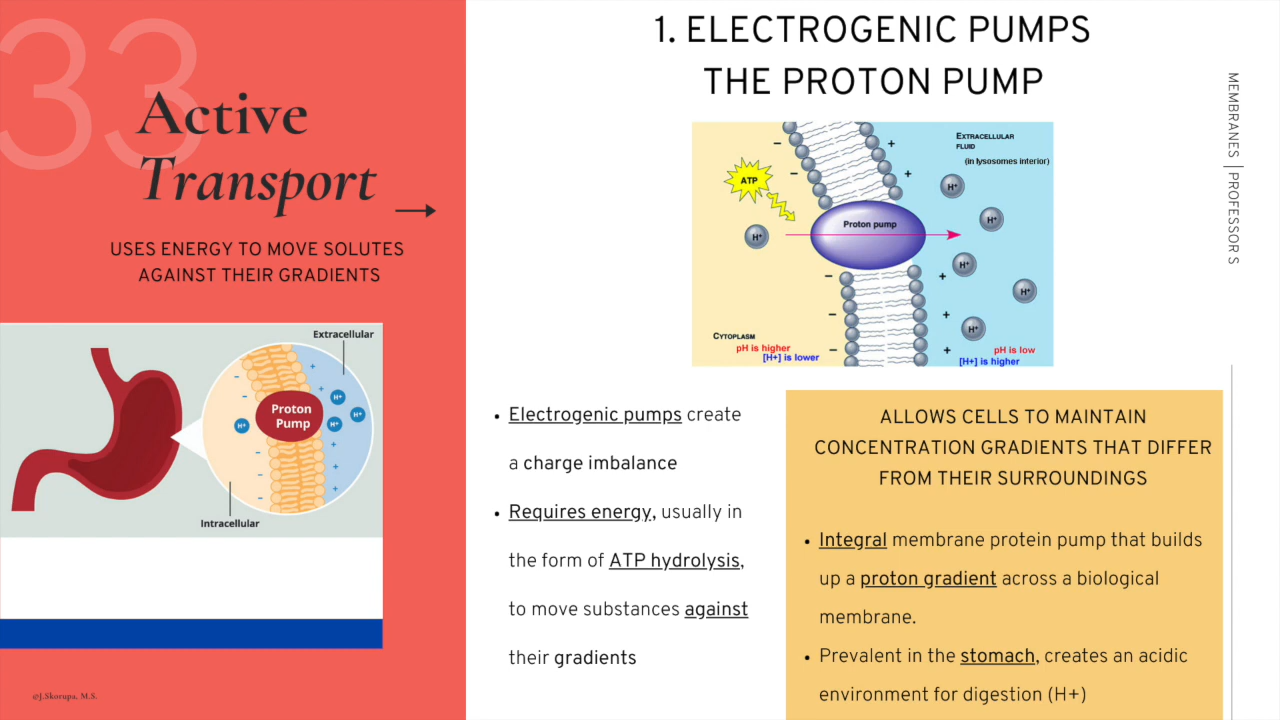 33
Active
Transport
USES ENERGY TO MOVE SOLUTES
AGAINST THEIR GRADIENTS
Extracellular
Proton
Pump
H+
H+
H+
H+
Intracellular
©J.Skorupa, M.S.
1. ELECTROGENIC PUMPS
THE PROTON PUMP
EXTRACELLULAR
FLUID
(in lysosomes interior)
ATP
Proton pump
H+
H+
H+
H+
H+
H+
CYTOPLASM
pH is higher
[H+] is lower
pH is low
[H+] is higher
• Electrogenic pumps create
a charge imbalance
• Requires energy, usually in
the form of ATP hydrolysis,
to move substances against
their gradients
ALLOWS CELLS TO MAINTAIN
CONCENTRATION GRADIENTS THAT DIFFER
FROM THEIR SURROUNDINGS
• Integral membrane protein pump that builds
up a proton gradient across a biological
membrane.
• Prevalent in the stomach, creates an acidic
environment for digestion (H+)
MEMBRANES | PROFESSOR S